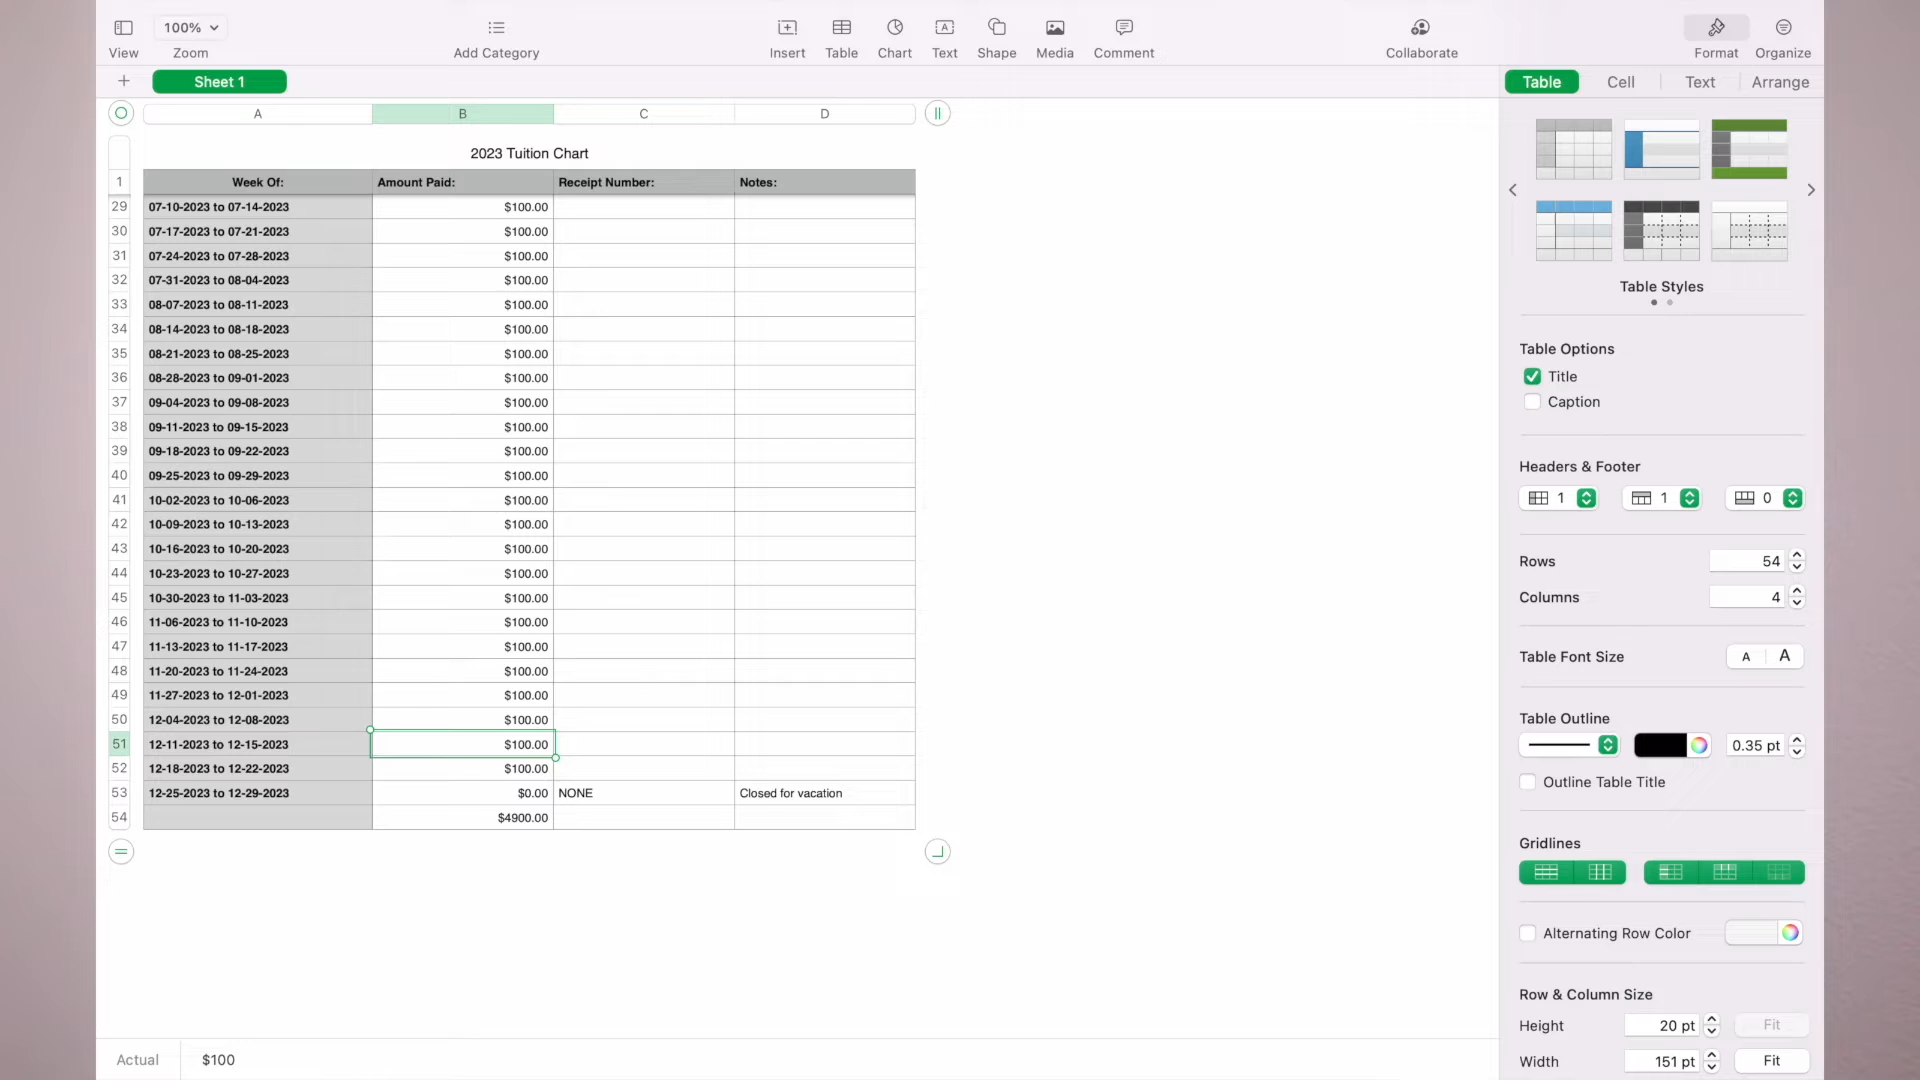 100%
View
Zoom
Add Category
Insert
Table
Chart
Text
Shape
Media
Comment
Collaborate
Format
Organize
Sheet 1
Table
Cell
Text
Arrange
A B C D
2023 Tuition Chart
1 Week Of: Amount Paid: Receipt Number: Notes:
29 07-10-2023 to 07-14-2023 $100.00
30 07-17-2023 to 07-21-2023 $100.00
31 07-24-2023 to 07-28-2023 $100.00
32 07-31-2023 to 08-04-2023 $100.00
33 08-07-2023 to 08-11-2023 $100.00
34 08-14-2023 to 08-18-2023 $100.00
35 08-21-2023 to 08-25-2023 $100.00
36 08-28-2023 to 09-01-2023 $100.00
37 09-04-2023 to 09-08-2023 $100.00
38 09-11-2023 to 09-15-2023 $100.00
39 09-18-2023 to 09-22-2023 $100.00
40 09-25-2023 to 09-29-2023 $100.00
41 10-02-2023 to 10-06-2023 $100.00
42 10-09-2023 to 10-13-2023 $100.00
43 10-16-2023 to 10-20-2023 $100.00
44 10-23-2023 to 10-27-2023 $100.00
45 10-30-2023 to 11-03-2023 $100.00
46 11-06-2023 to 11-10-2023 $100.00
47 11-13-2023 to 11-17-2023 $100.00
48 11-20-2023 to 11-24-2023 $100.00
49 11-27-2023 to 12-01-2023 $100.00
50 12-04-2023 to 12-08-2023 $100.00
51 12-11-2023 to 12-15-2023 $100.00
52 12-18-2023 to 12-22-2023 $100.00
53 12-25-2023 to 12-29-2023 $0.00 NONE Closed for vacation
54 $4900.00
Table Styles
Table Options
Title
Caption
Headers & Footer
1 1 0
Rows 54
Columns 4
Table Font Size A A
Table Outline
0.35 pt
Outline Table Title
Gridlines
Alternating Row Color
Row & Column Size
Height 20 pt Fit
Width 151 pt Fit
Actual $100